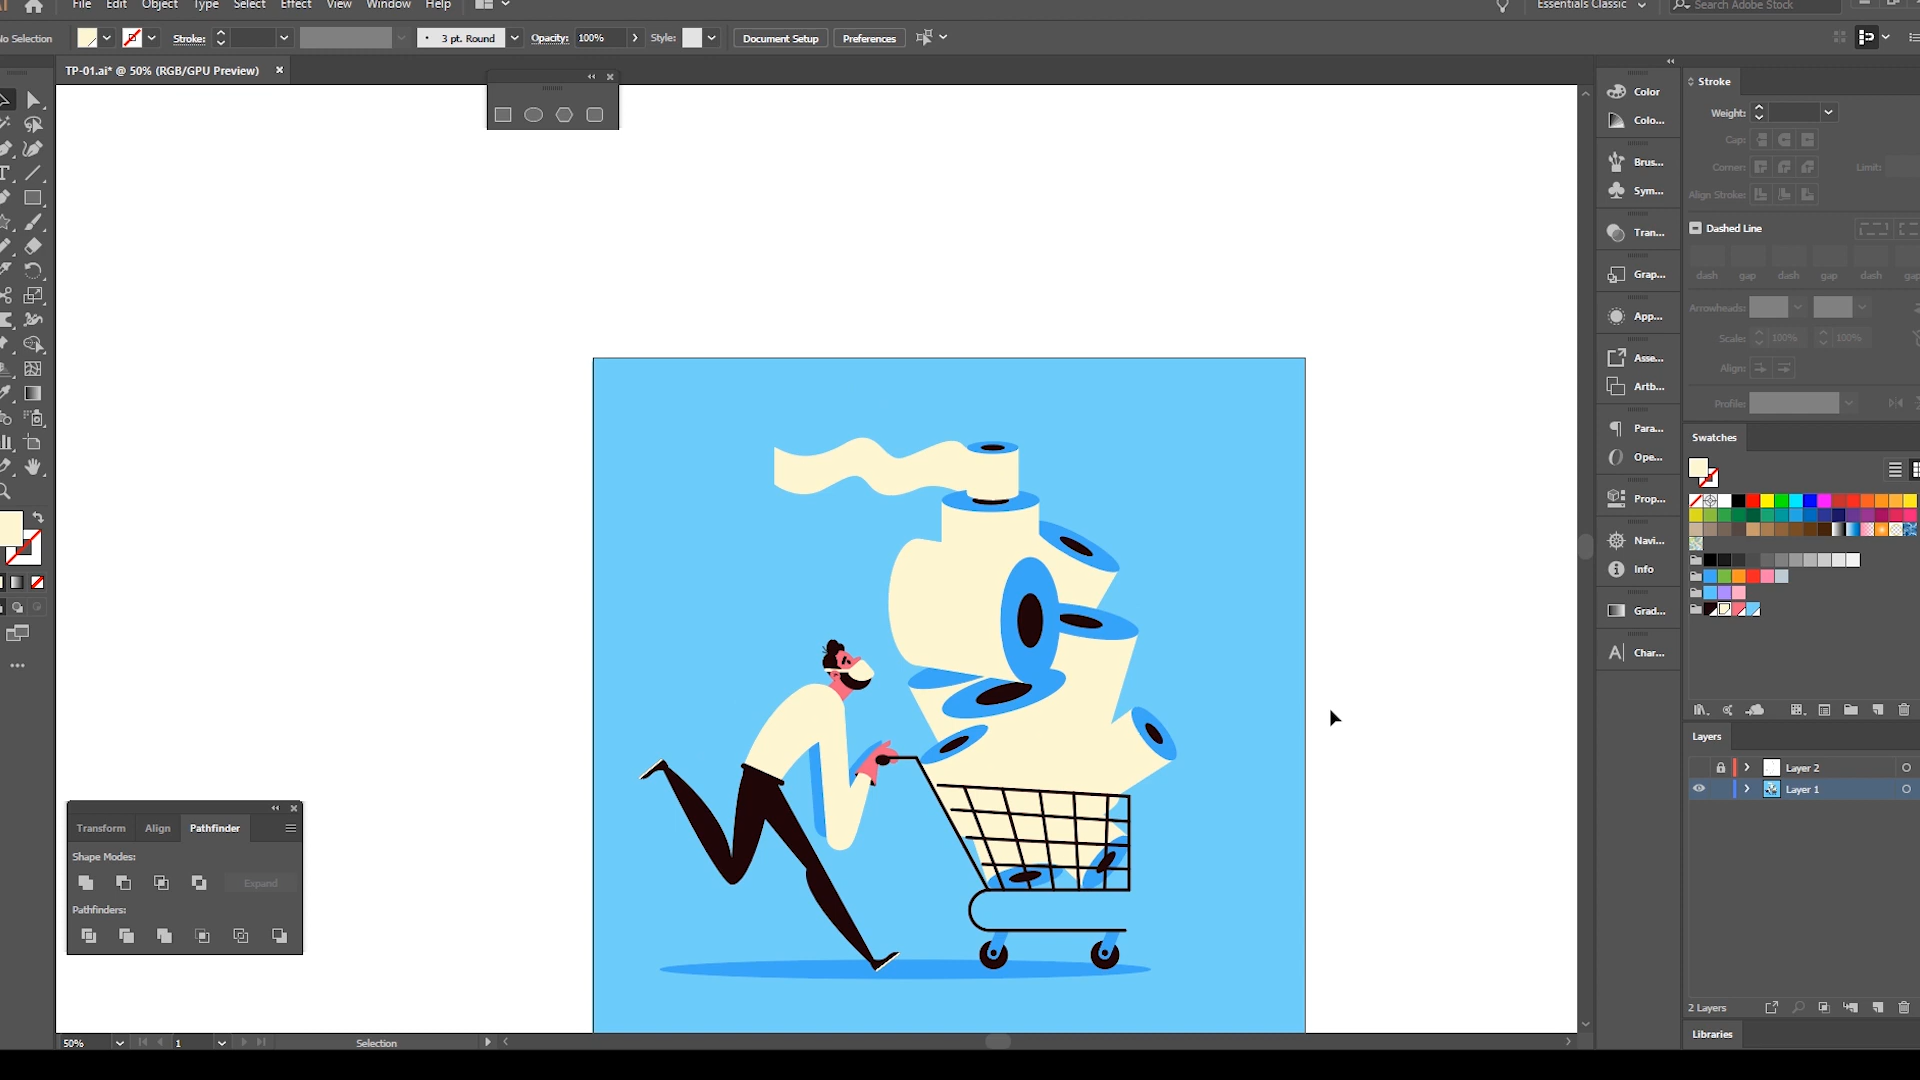 File Edit Object Type Select Effect View Window Help Essentials Classic Search Adobe Stock
No Selection Stroke: 3 pt. Round Opacity: 100% Style: Document Setup Preferences
TP-01.ai* @ 50% (RGB/GPU Preview)
Color
Colo...
Brus...
Sym...
Tran...
Grap...
App...
Asse...
Artb...
Para...
Ope...
Prop...
Navi...
Info
Grad...
Char...
Stroke
Weight:
Cap:
Corner: Limit:
Align Stroke:
Dashed Line
dash gap dash gap dash gap
Arrowheads:
Scale: 100% 100%
Align:
Profile:
Swatches
Layers
Layer 2
Layer 1
2 Layers
Libraries
Transform Align Pathfinder
Shape Modes:
Expand
Pathfinders:
50% 1 Selection